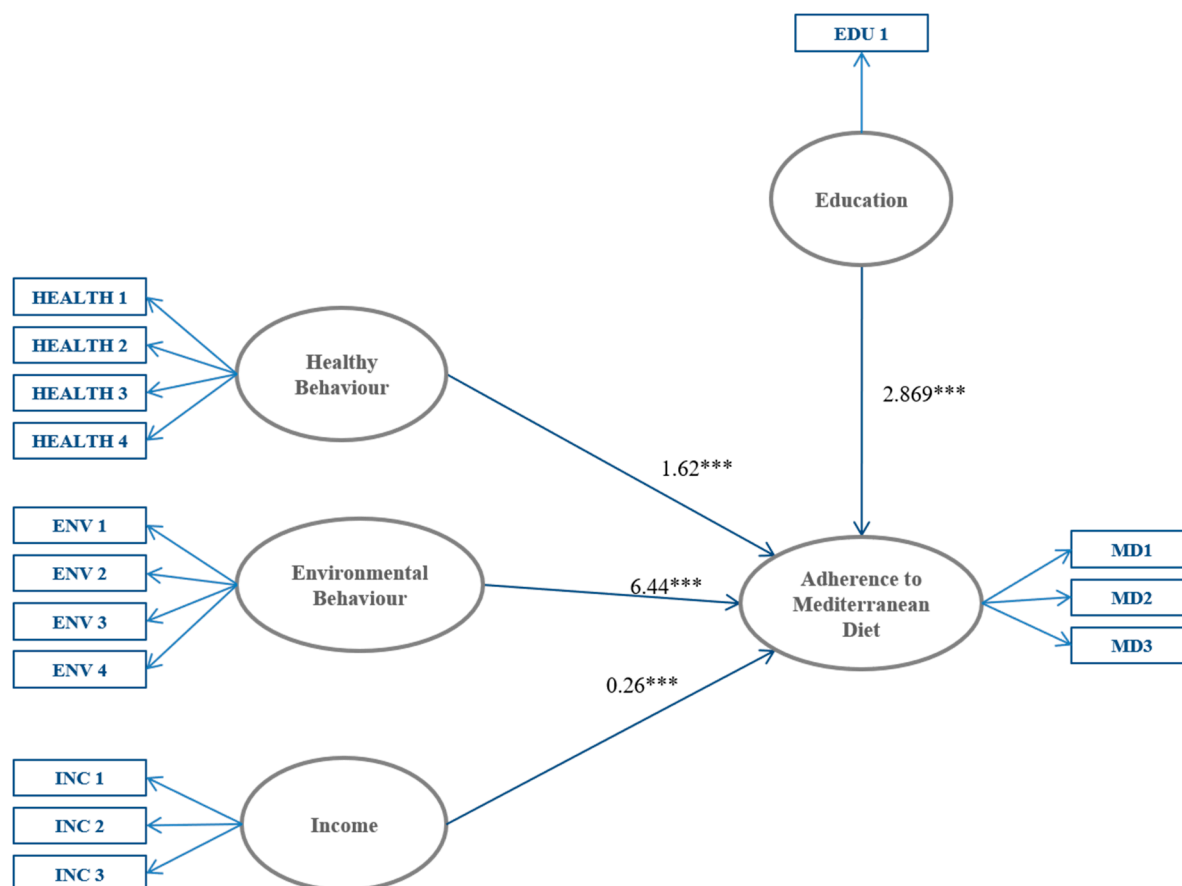 EDU 1
Education
HEALTH 1
HEALTH 2
HEALTH 3
HEALTH 4
Healthy
Behaviour
2.869***
1.62***
ENV 1
ENV 2
ENV 3
ENV 4
Environmental
Behaviour
6.44***
Adherence to
Mediterranean
Diet
MD1
MD2
MD3
0.26***
INC 1
INC 2
INC 3
Income